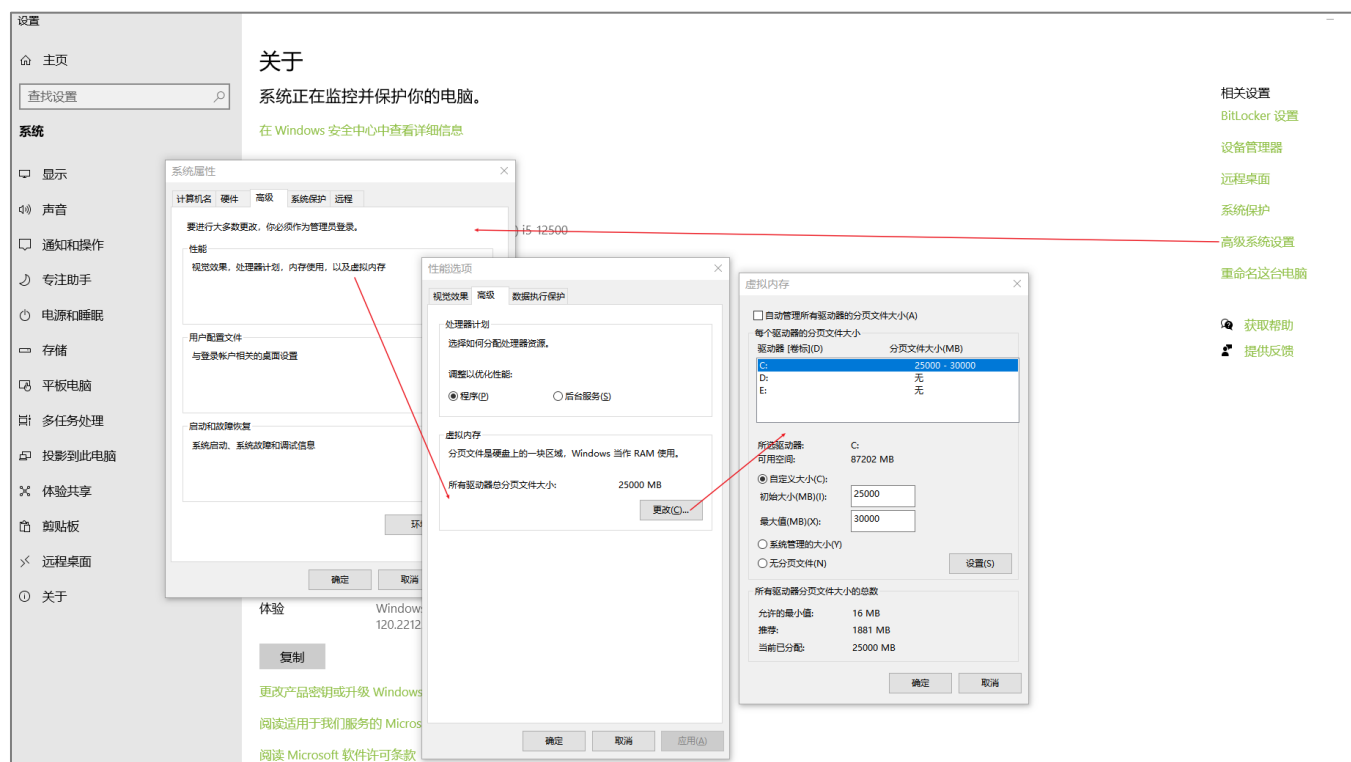 设置
主页
查找设置
系统
显示
声音
通知和操作
专注助手
电源和睡眠
存储
平板电脑
多任务处理
投影到此电脑
体验共享
剪贴板
远程桌面
关于
关于
系统正在监控并保护你的电脑。
在 Windows 安全中心中查看详细信息
i5-12500
体验 Windows
120.2212
复制
更改产品密钥或升级 Windows
阅读适用于我们服务的 Micros
阅读 Microsoft 软件许可条款
系统属性
计算机名 硬件 高级 系统保护 远程
要进行大多数更改，你必须作为管理员登录。
性能
视觉效果，处理器计划，内存使用，以及虚拟内存
用户配置文件
与登录帐户相关的桌面设置
启动和故障恢复
系统启动、系统故障和调试信息
确定 取消
性能选项
视觉效果 高级 数据执行保护
处理器计划
选择如何分配处理器资源。
调整以优化性能:
程序(P) 后台服务(S)
虚拟内存
分页文件是硬盘上的一块区域，Windows 当作 RAM 使用。
所有驱动器总分页文件大小: 25000 MB
更改(C)...
确定 取消 应用(A)
虚拟内存
自动管理所有驱动器的分页文件大小(A)
每个驱动器的分页文件大小
驱动器 [卷标](D) 分页文件大小(MB)
C: 25000 - 30000
D: 无
E: 无
所选驱动器: C:
可用空间: 87202 MB
自定义大小(C):
初始大小(MB)(I): 25000
最大值(MB)(X): 30000
系统管理的大小(Y)
无分页文件(N) 设置(S)
所有驱动器分页文件大小的总数
允许的最小值: 16 MB
推荐: 1881 MB
当前已分配: 25000 MB
确定 取消
相关设置
BitLocker 设置
设备管理器
远程桌面
系统保护
高级系统设置
重命名这台电脑
获取帮助
提供反馈